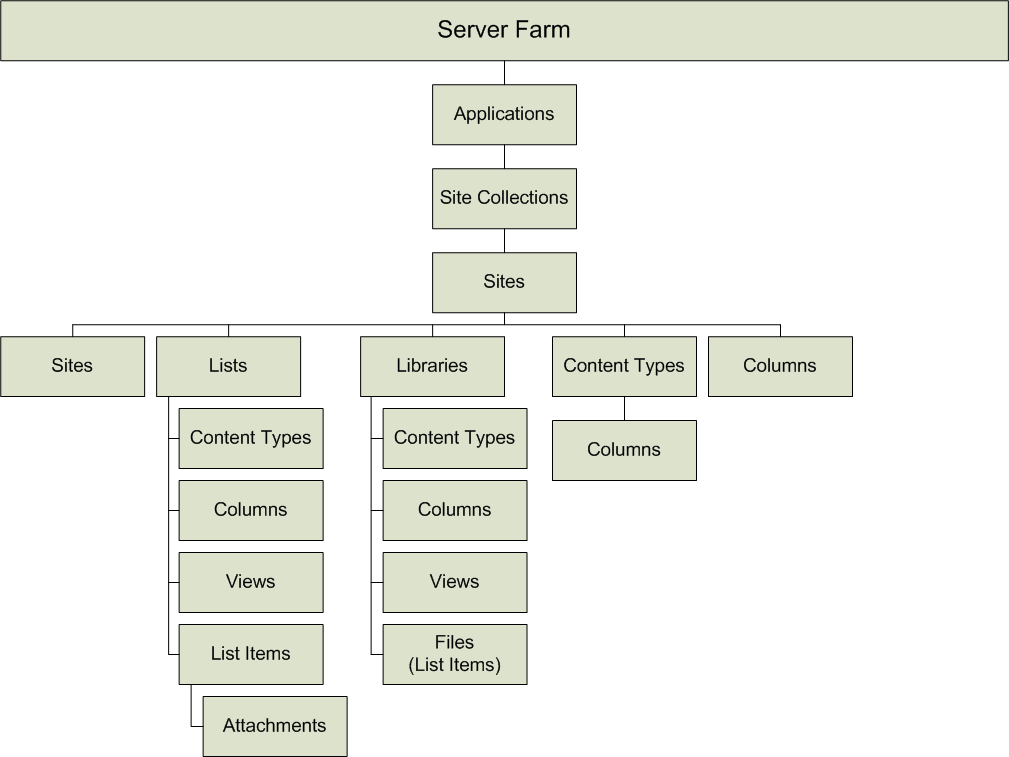 Server Farm
Applications
Site Collections
Sites
Sites
Lists
Libraries
Content Types
Columns
Content Types
Columns
Views
List Items
Attachments
Content Types
Columns
Views
Files
(List Items)
Columns